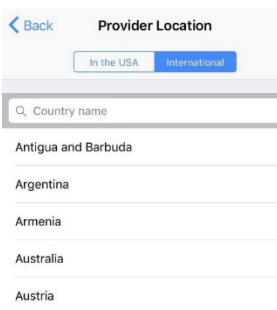 Back Provider Location
In the USA International
Country name
Antigua and Barbuda
Argentina
Armenia
Australia
Austria